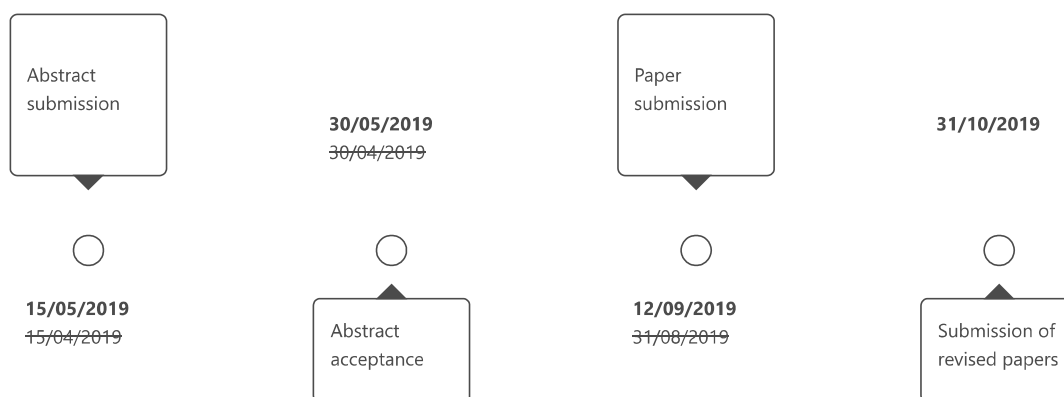 Abstract
submission
15/05/2019
15/04/2019
30/05/2019
30/04/2019
Abstract
acceptance
Paper
submission
12/09/2019
31/08/2019
31/10/2019
Submission of
revised papers